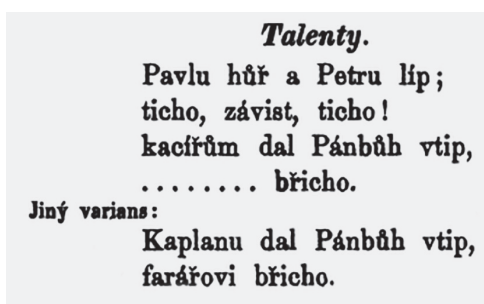 Talenty.
Pavlu hůř a Petru líp;
ticho, závist, ticho!
kacířům dal Pánbůh vtip,
........ břicho.
Jiný varians:
Kaplanu dal Pánbůh vtip,
farářovi břicho.